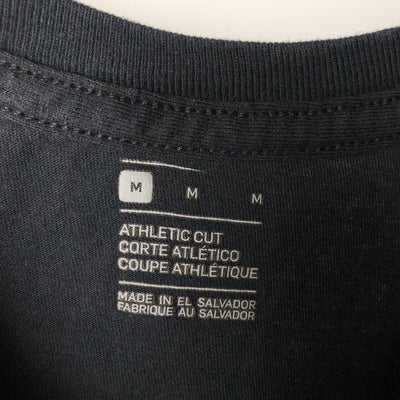 M M M
ATHLETIC CUT
CORTE ATLÉTICO
COUPE ATHLÉTIQUE
MADE IN EL SALVADOR
FABRIQUE AU SALVADOR